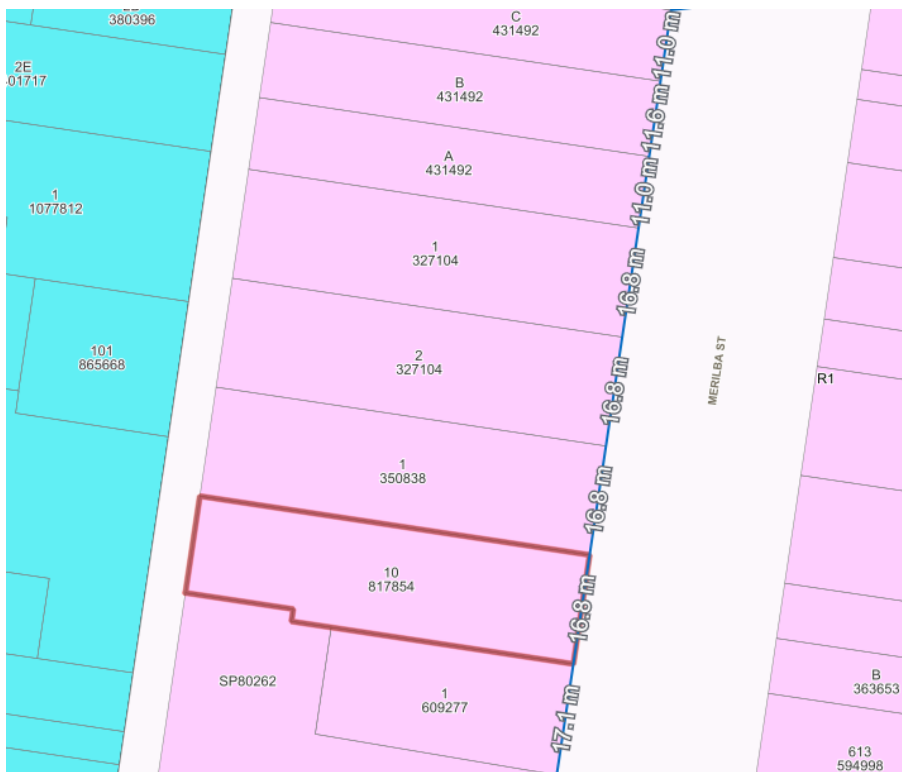 380396
C
431492
11.0 m
2E
B
431492
11.6 m
A
431492
11.0 m
1
1077812
1
327104
16.8 m
101
865668
2
327104
16.8 m
MERILBA ST
R1
1
350838
16.8 m
10
817854
16.8 m
SP80262
1
609277
17.1 m
B
363653
613
594998